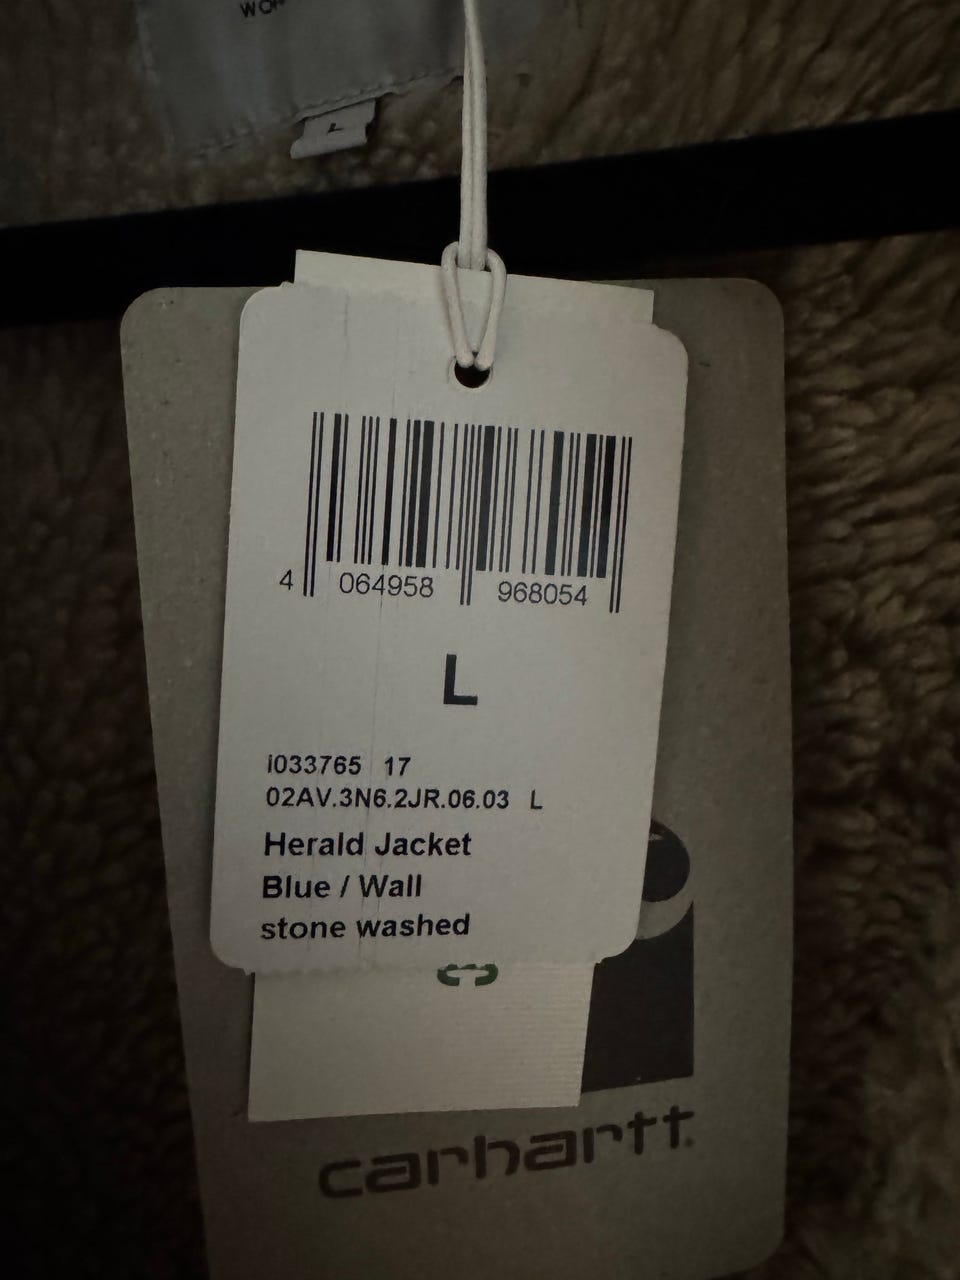 L
4 064958 968054
L
I033765 17
02AV.3N6.2JR.06.03 L
Herald Jacket
Blue / Wall
stone washed
carhartt.